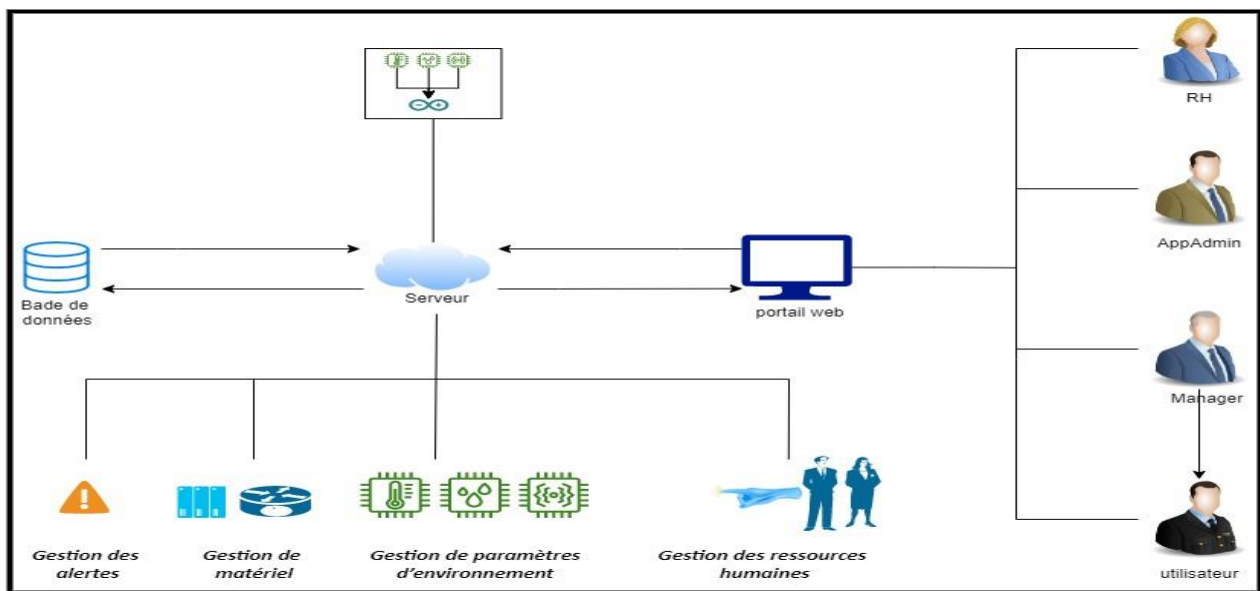 RH
AppAdmin
Bade de
données
Serveur
portail web
Manager
Gestion des
alertes
Gestion de
matériel
Gestion de paramètres
d'environnement
Gestion des ressources
humaines
utilisateur